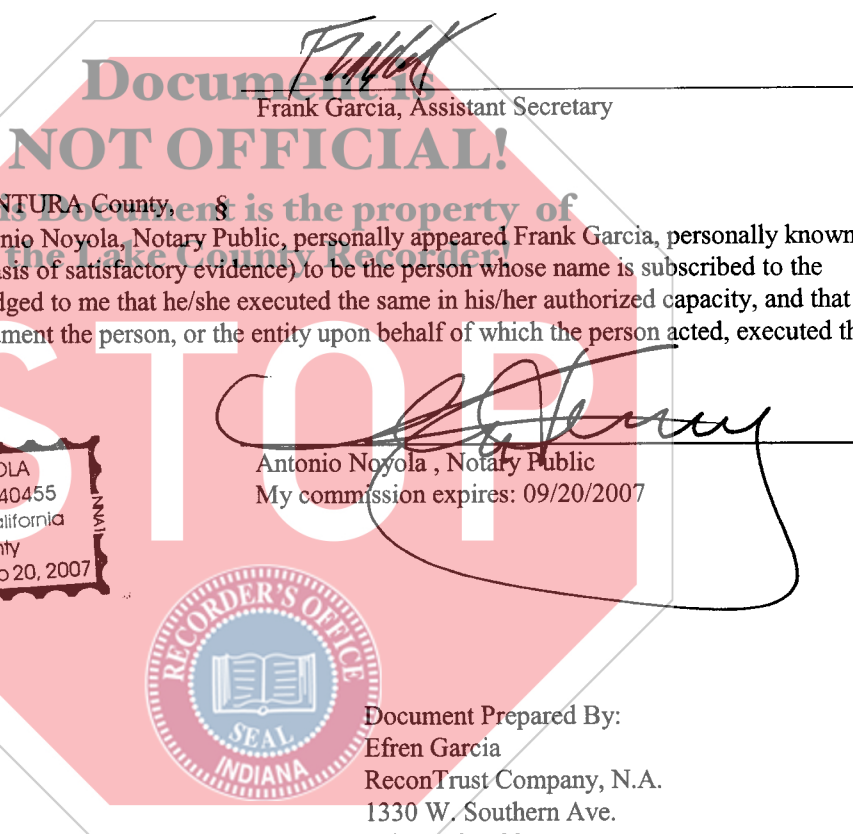 Document is
Frank Garcia, Assistant Secretary
NOT OFFICIAL!
NTURA County, §
is Document is the property of
nio Noyola, Notary Public, personally appeared Frank Garcia, personally known
the Lake County Recorder!
sis of satisfactory evidence) to be the person whose name is subscribed to the
dged to me that he/she executed the same in his/her authorized capacity, and that
ment the person, or the entity upon behalf of which the person acted, executed th
STOP
Antonio Noyola , Notary Public
My commission expires: 09/20/2007
OLA
40455
alifornia
nty
p 20, 2007
NNA1
RECORDER'S OFFICE
SEAL
INDIANA
Document Prepared By:
Efren Garcia
ReconTrust Company, N.A.
1330 W. Southern Ave.